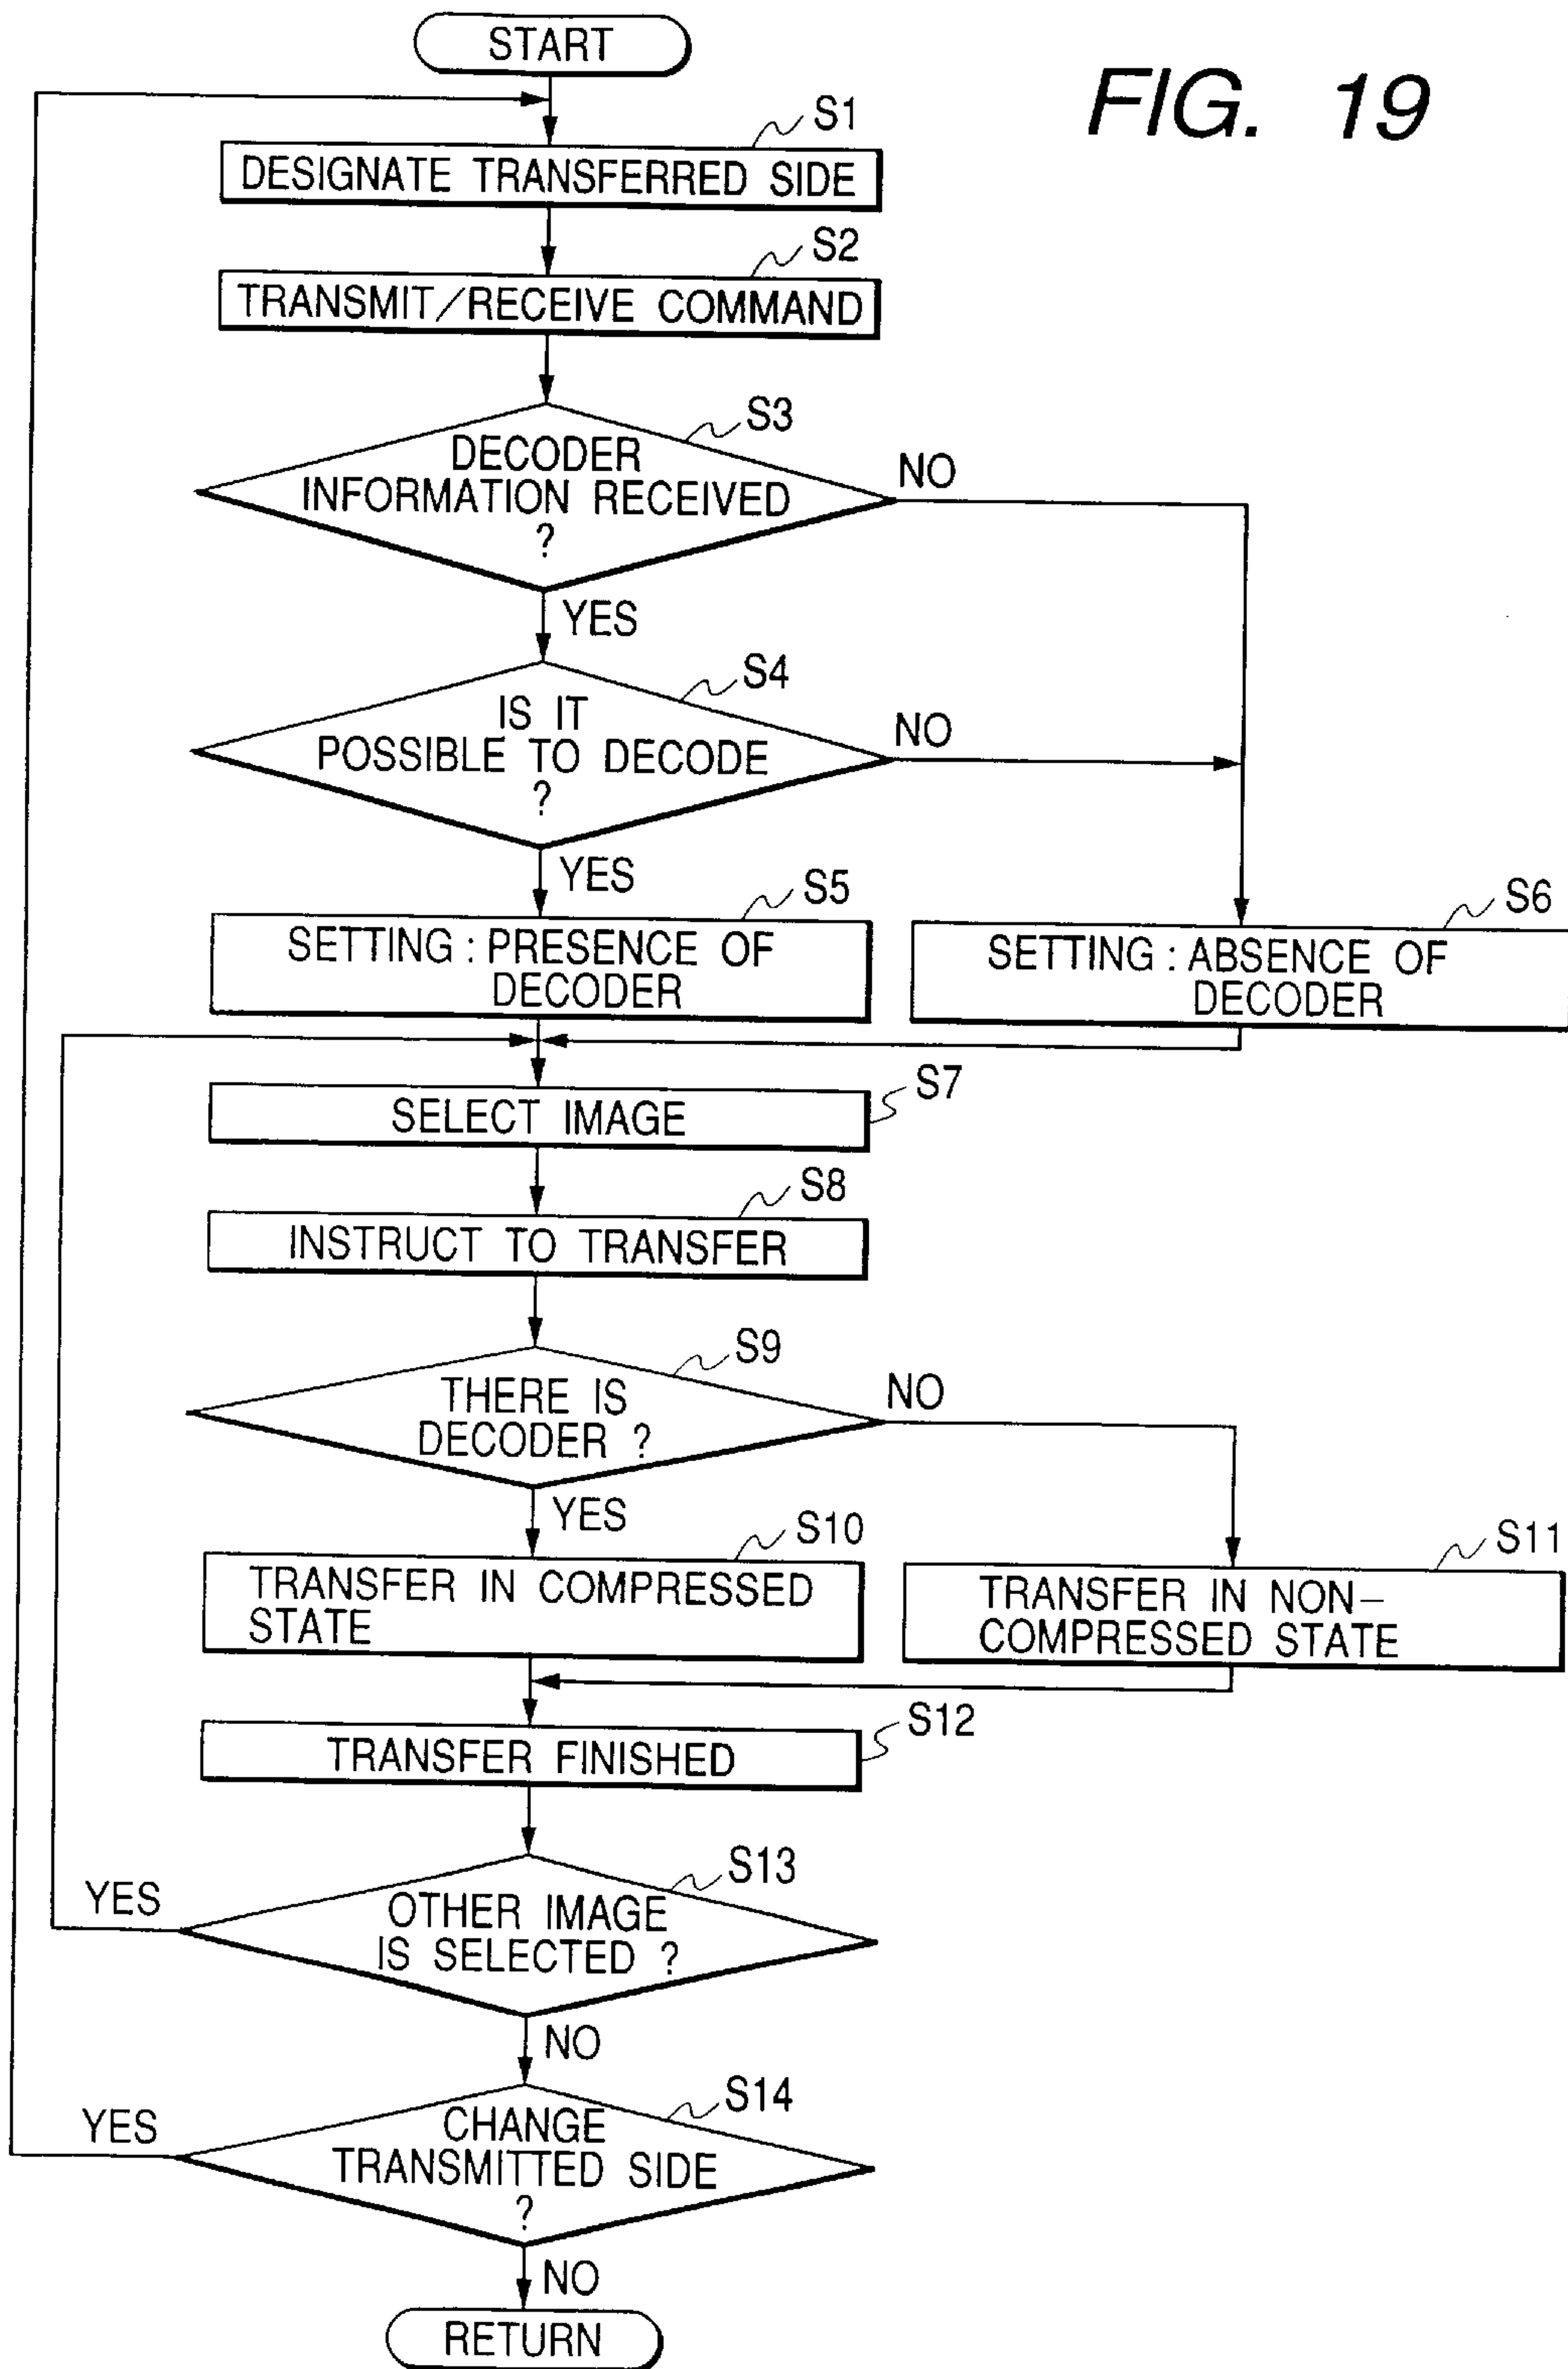 START
FIG. 19
S1
DESIGNATE TRANSFERRED SIDE
S2
TRANSMIT/RECEIVE COMMAND
S3
DECODER
INFORMATION RECEIVED
?
NO
YES
S4
IS IT
POSSIBLE TO DECODE
?
NO
YES
S5
SETTING : PRESENCE OF
DECODER
S6
SETTING : ABSENCE OF
DECODER
S7
SELECT IMAGE
S8
INSTRUCT TO TRANSFER
S9
THERE IS
DECODER ?
NO
YES
S10
TRANSFER IN COMPRESSED
STATE
S11
TRANSFER IN NON-
COMPRESSED STATE
S12
TRANSFER FINISHED
S13
YES
OTHER IMAGE
IS SELECTED ?
NO
S14
YES
CHANGE
TRANSMITTED SIDE
?
NO
RETURN